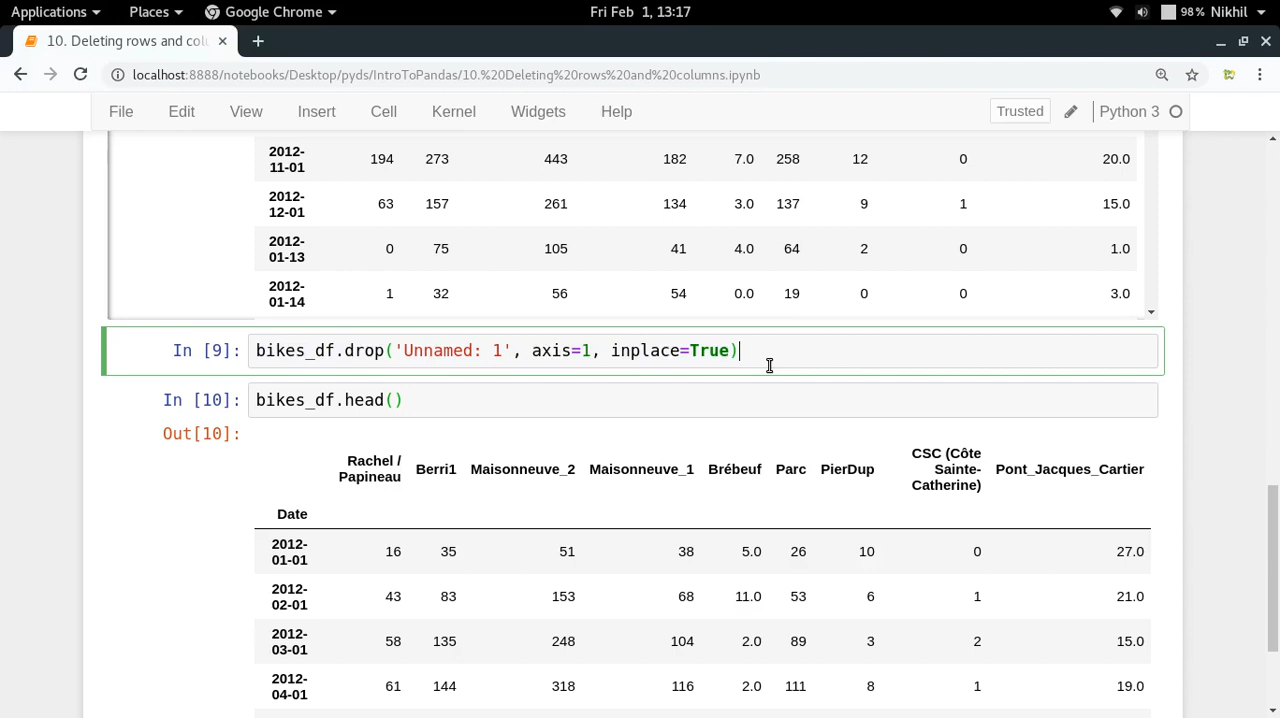 Applications Places Google Chrome Fri Feb 1, 13:17 98% Nikhil
10. Deleting rows and col
localhost:8888/notebooks/Desktop/pyds/IntroToPandas/10.%20Deleting%20rows%20and%20columns.ipynb
File Edit View Insert Cell Kernel Widgets Help Trusted Python 3
2012-
11-01 194 273 443 182 7.0 258 12 0 20.0
2012-
12-01 63 157 261 134 3.0 137 9 1 15.0
2012-
01-13 0 75 105 41 4.0 64 2 0 1.0
2012-
01-14 1 32 56 54 0.0 19 0 0 3.0
In [9]: bikes_df.drop('Unnamed: 1', axis=1, inplace=True)
In [10]: bikes_df.head()
Out[10]:
Rachel /
Papineau Berri1 Maisonneuve_2 Maisonneuve_1 Brébeuf Parc PierDup CSC (Côte
Sainte-
Catherine) Pont_Jacques_Cartier
Date
2012-
01-01 16 35 51 38 5.0 26 10 0 27.0
2012-
02-01 43 83 153 68 11.0 53 6 1 21.0
2012-
03-01 58 135 248 104 2.0 89 3 2 15.0
2012-
04-01 61 144 318 116 2.0 111 8 1 19.0